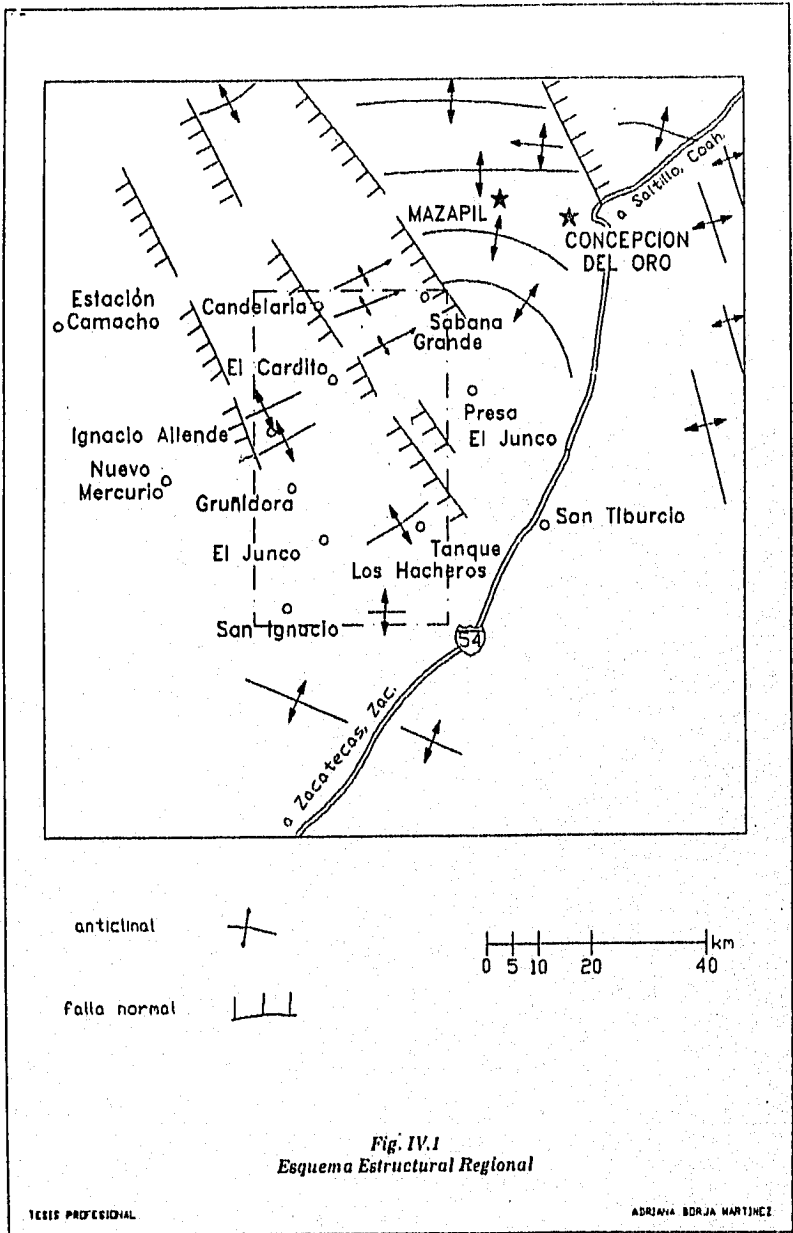 a Saltillo, Coah.
MAZAPIL
CONCEPCION
DEL ORO
Estación
Camacho
Candelaria
Sabana
Grande
El Cardito
Presa
El Junco
Ignacio Allende
Nuevo
Mercurio
Gruñidora
San Tiburcio
El Junco
Tanque
Los Hacheros
San Ignacio
54
a Zacatecas, Zac.
anticlinal
falla normal
km
0 5 10 20 40
Fig. IV.1
Esquema Estructural Regional
TESIS PROFESIONAL
ADRIANA BORJA MARTINEZ